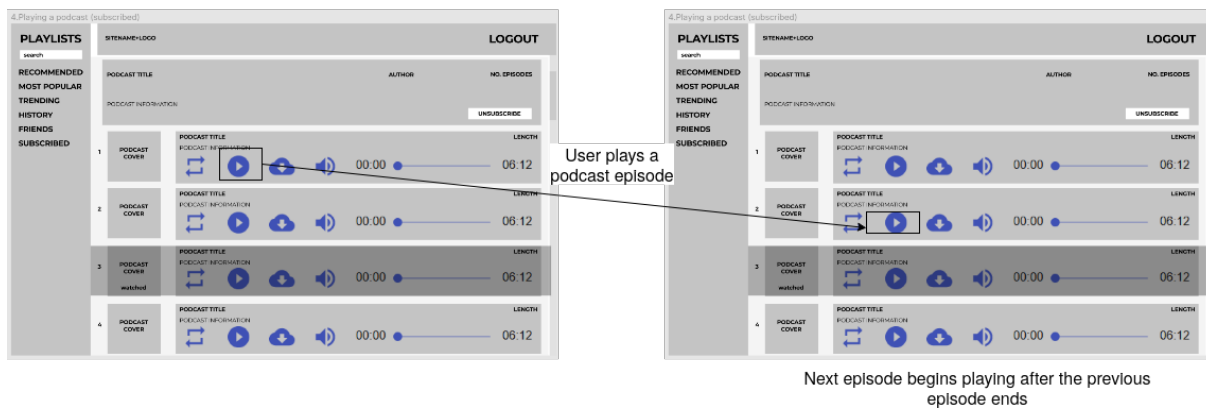 4.Playing a podcast (subscribed)
PLAYLISTS
search
RECOMMENDED
MOST POPULAR
TRENDING
HISTORY
FRIENDS
SUBSCRIBED
SITENAME+LOGO
LOGOUT
PODCAST TITLE AUTHOR NO. EPISODES
PODCAST INFORMATION
UNSUBSCRIBE
1 PODCAST COVER
PODCAST TITLE LENGTH
PODCAST INFORMATION
00:00 06:12
2 PODCAST COVER
PODCAST TITLE LENGTH
PODCAST INFORMATION
00:00 06:12
3 PODCAST COVER
watched
PODCAST TITLE LENGTH
PODCAST INFORMATION
00:00 06:12
4 PODCAST COVER
PODCAST TITLE LENGTH
PODCAST INFORMATION
00:00 06:12
User plays a
podcast episode
4.Playing a podcast (subscribed)
PLAYLISTS
search
RECOMMENDED
MOST POPULAR
TRENDING
HISTORY
FRIENDS
SUBSCRIBED
SITENAME+LOGO
LOGOUT
PODCAST TITLE AUTHOR NO. EPISODES
PODCAST INFORMATION
UNSUBSCRIBE
1 PODCAST COVER
PODCAST TITLE LENGTH
PODCAST INFORMATION
00:00 06:12
2 PODCAST COVER
PODCAST TITLE LENGTH
PODCAST INFORMATION
00:00 06:12
3 PODCAST COVER
watched
PODCAST TITLE LENGTH
PODCAST INFORMATION
00:00 06:12
4 PODCAST COVER
PODCAST TITLE LENGTH
PODCAST INFORMATION
00:00 06:12
Next episode begins playing after the previous
episode ends